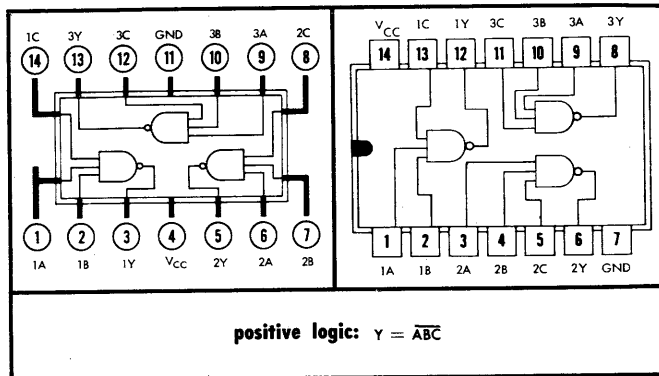 1C 3Y 3C GND 3B 3A 2C
14 13 12 11 10 9 8
1 2 3 4 5 6 7
1A 1B 1Y VCC 2Y 2A 2B
VCC 1C 1Y 3C 3B 3A 3Y
14 13 12 11 10 9 8
1 2 3 4 5 6 7
1A 1B 2A 2B 2C 2Y GND
positive logic: Y = \overline{ABC}